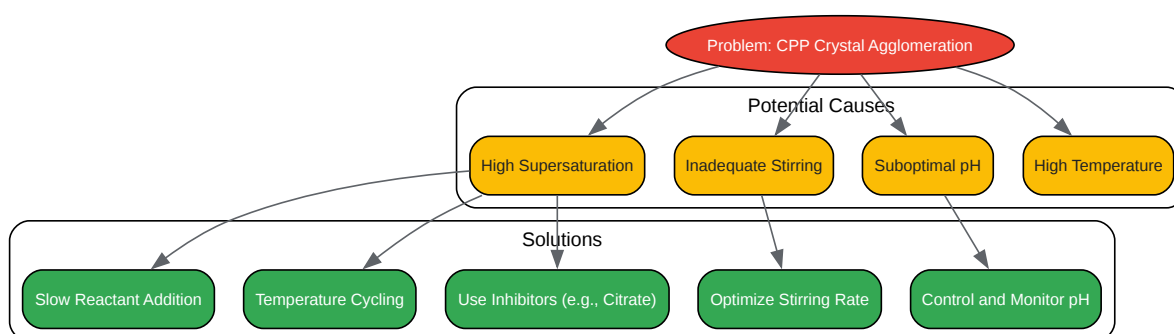 Problem: CPP Crystal Agglomeration
Potential Causes
High Supersaturation
Inadequate Stirring
Suboptimal pH
High Temperature
Solutions
Slow Reactant Addition
Temperature Cycling
Use Inhibitors (e.g., Citrate)
Optimize Stirring Rate
Control and Monitor pH